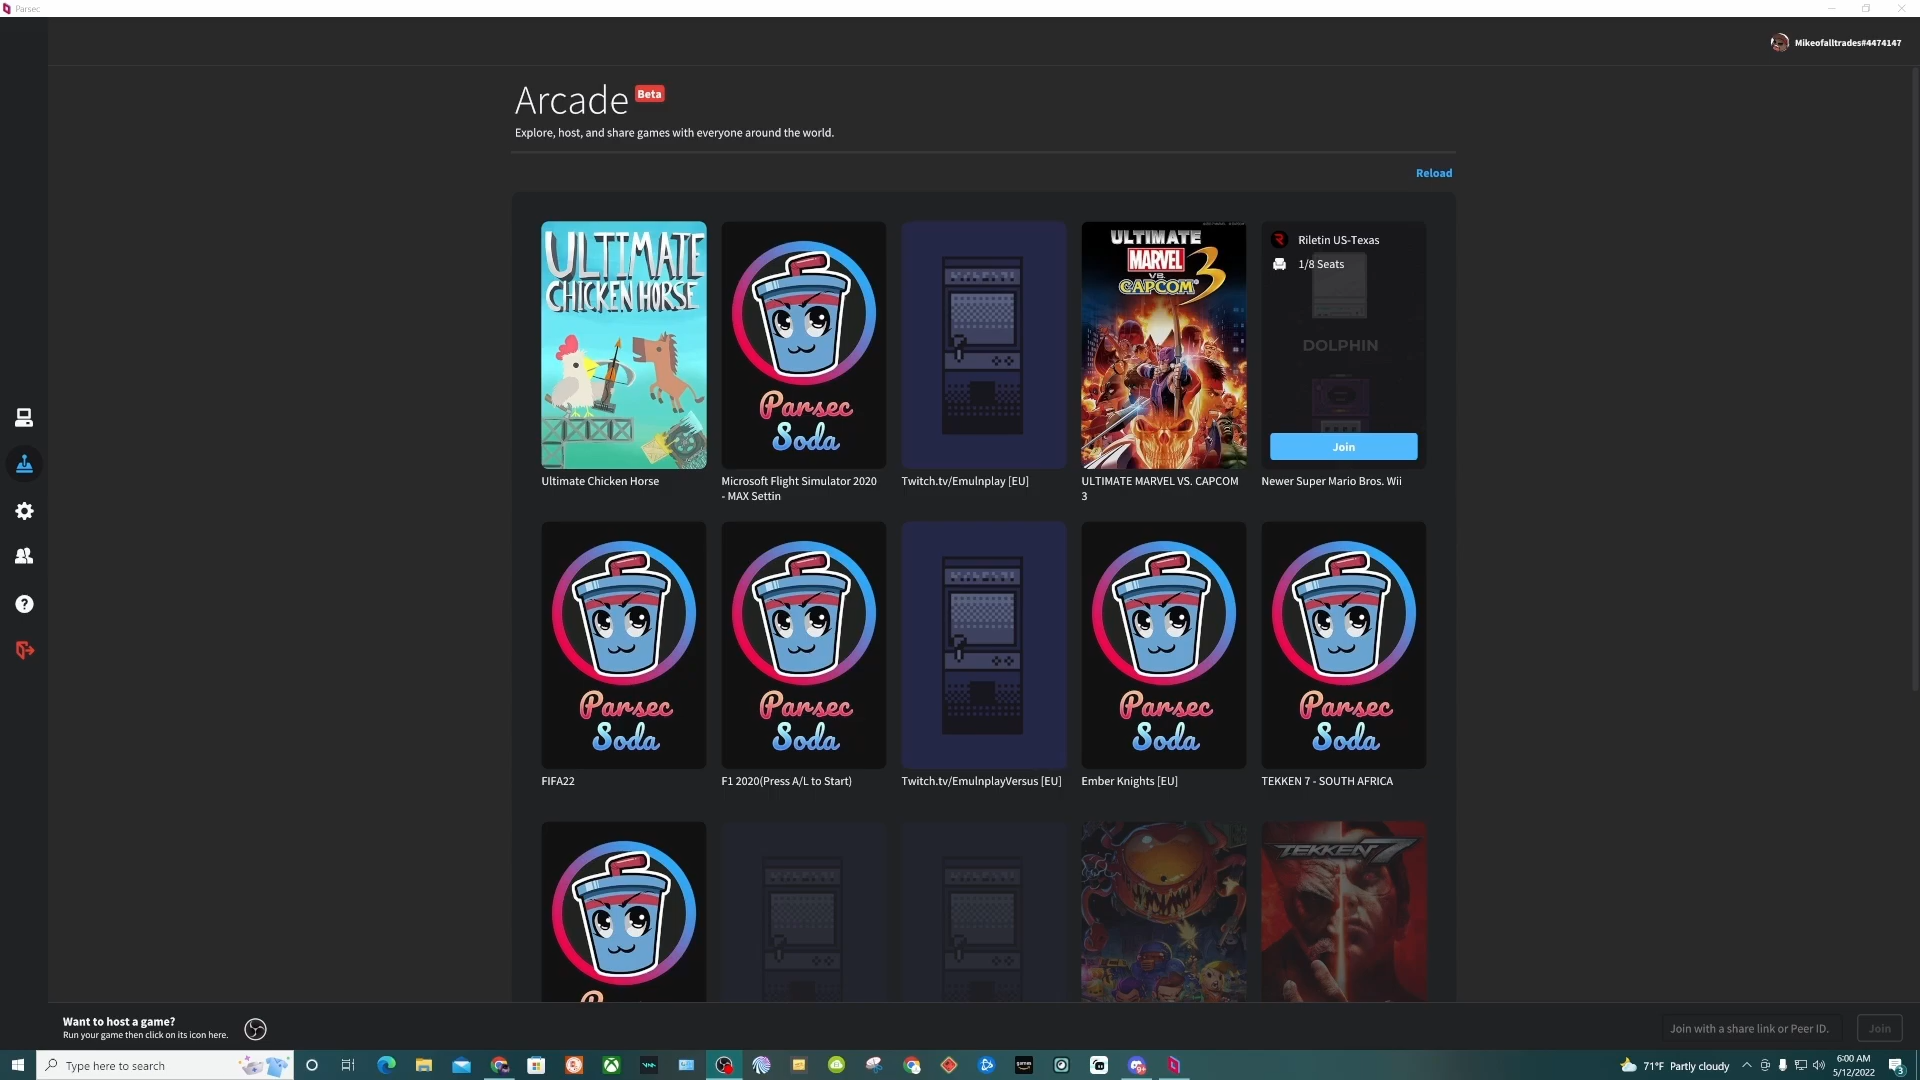 Parsec
Mikeofalltrades#4474147
Arcade Beta
Explore, host, and share games with everyone around the world.
Reload
ULTIMATE
CHICKEN HORSE
Parsec
Soda
ULTIMATE
MARVEL
VS.
CAPCOM
3
Riletin US-Texas
1/8 Seats
DOLPHIN
Join
Ultimate Chicken Horse
Microsoft Flight Simulator 2020
- MAX Settin
Twitch.tv/Emulnplay [EU]
ULTIMATE MARVEL VS. CAPCOM
3
Newer Super Mario Bros. Wii
Parsec
Soda
Parsec
Soda
Parsec
Soda
Parsec
Soda
FIFA22
F1 2020(Press A/L to Start)
Twitch.tv/EmulnplayVersus [EU]
Ember Knights [EU]
TEKKEN 7 - SOUTH AFRICA
TEKKEN 7
Want to host a game?
Run your game then click on its icon here.
Join with a share link or Peer ID.
Join
Type here to search
71°F Partly cloudy
6:00 AM
5/12/2022
3